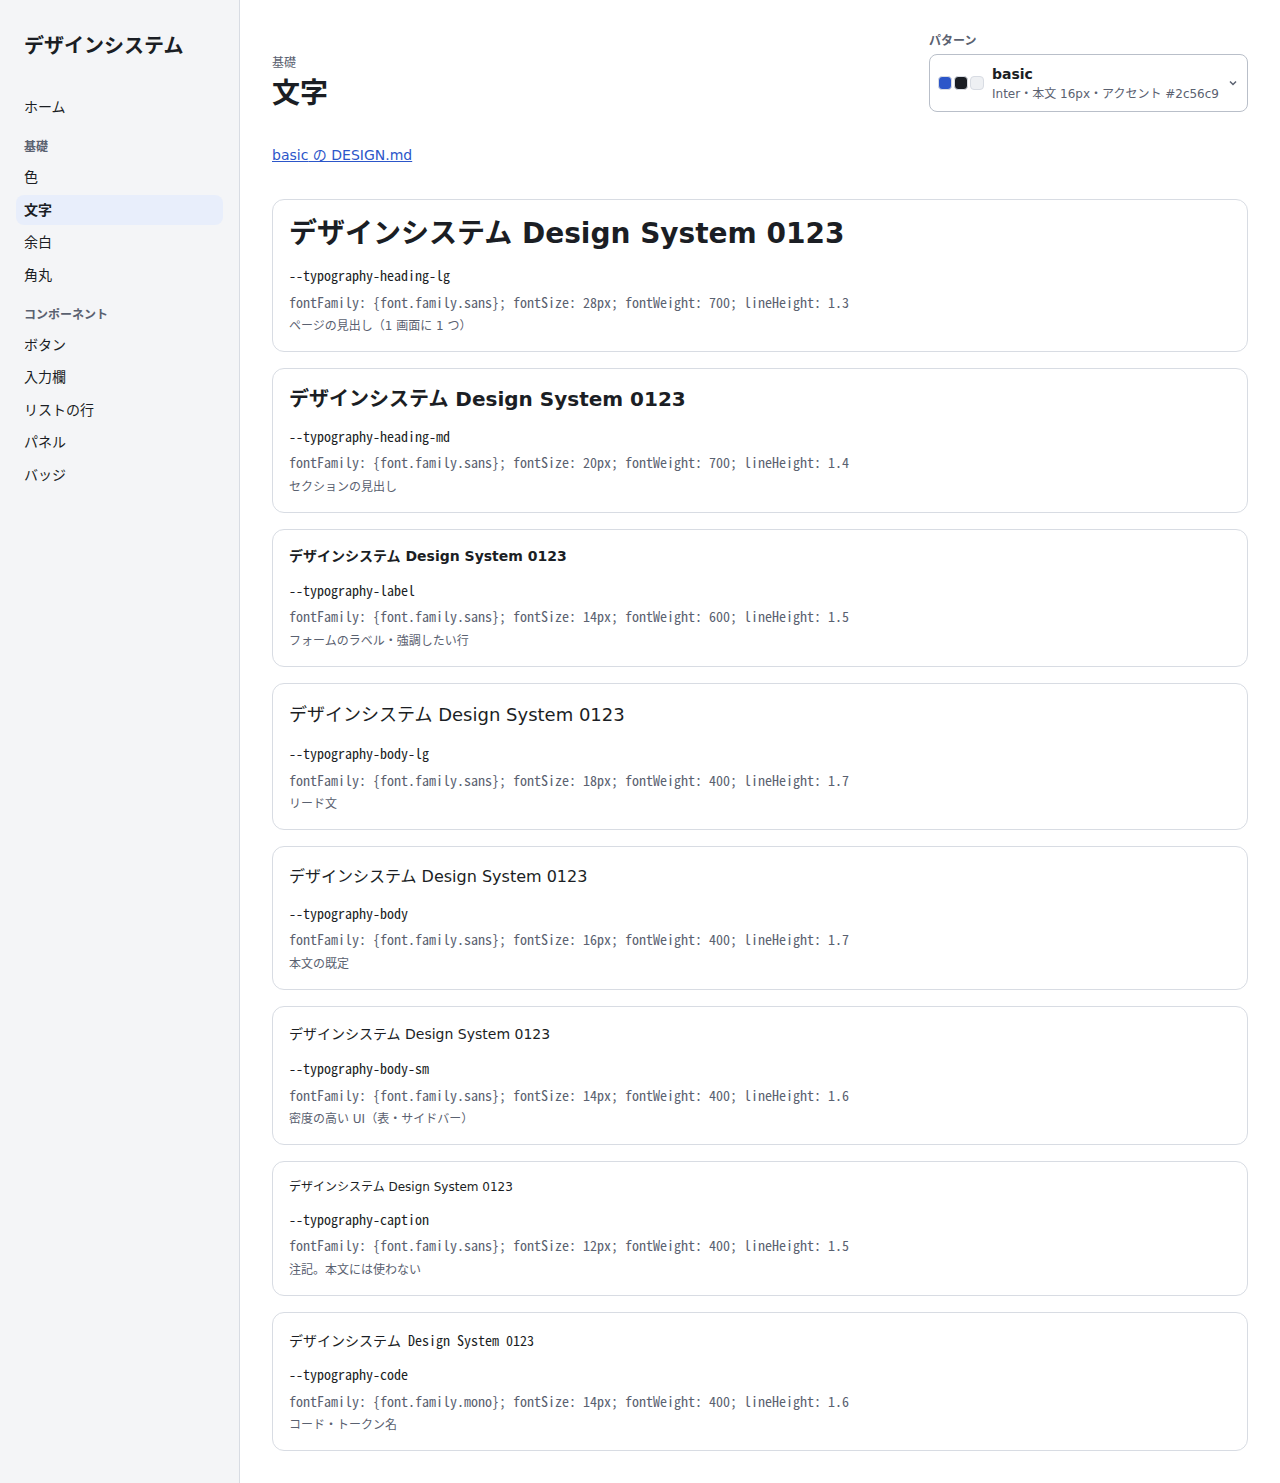 デザインシステム
ホーム
基礎
色
文字
余白
角丸
コンポーネント
ボタン
入力欄
リストの行
パネル
バッジ
基礎
文字
パターン
basic
Inter・本文 16px・アクセント #2c56c9
basic の DESIGN.md
デザインシステム Design System 0123
--typography-heading-lg
fontFamily: {font.family.sans}; fontSize: 28px; fontWeight: 700; lineHeight: 1.3
ページの見出し（1 画面に 1 つ）
デザインシステム Design System 0123
--typography-heading-md
fontFamily: {font.family.sans}; fontSize: 20px; fontWeight: 700; lineHeight: 1.4
セクションの見出し
デザインシステム Design System 0123
--typography-label
fontFamily: {font.family.sans}; fontSize: 14px; fontWeight: 600; lineHeight: 1.5
フォームのラベル・強調したい行
デザインシステム Design System 0123
--typography-body-lg
fontFamily: {font.family.sans}; fontSize: 18px; fontWeight: 400; lineHeight: 1.7
リード文
デザインシステム Design System 0123
--typography-body
fontFamily: {font.family.sans}; fontSize: 16px; fontWeight: 400; lineHeight: 1.7
本文の既定
デザインシステム Design System 0123
--typography-body-sm
fontFamily: {font.family.sans}; fontSize: 14px; fontWeight: 400; lineHeight: 1.6
密度の高い UI（表・サイドバー）
デザインシステム Design System 0123
--typography-caption
fontFamily: {font.family.sans}; fontSize: 12px; fontWeight: 400; lineHeight: 1.5
注記。本文には使わない
デザインシステム Design System 0123
--typography-code
fontFamily: {font.family.mono}; fontSize: 14px; fontWeight: 400; lineHeight: 1.6
コード・トークン名